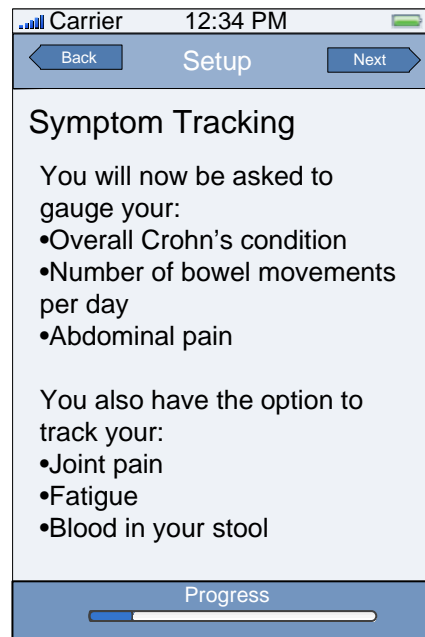 Carrier 12:34 PM
Back Setup Next
Symptom Tracking
You will now be asked to
gauge your:
•Overall Crohn's condition
•Number of bowel movements
per day
•Abdominal pain
You also have the option to
track your:
•Joint pain
•Fatigue
•Blood in your stool
Progress